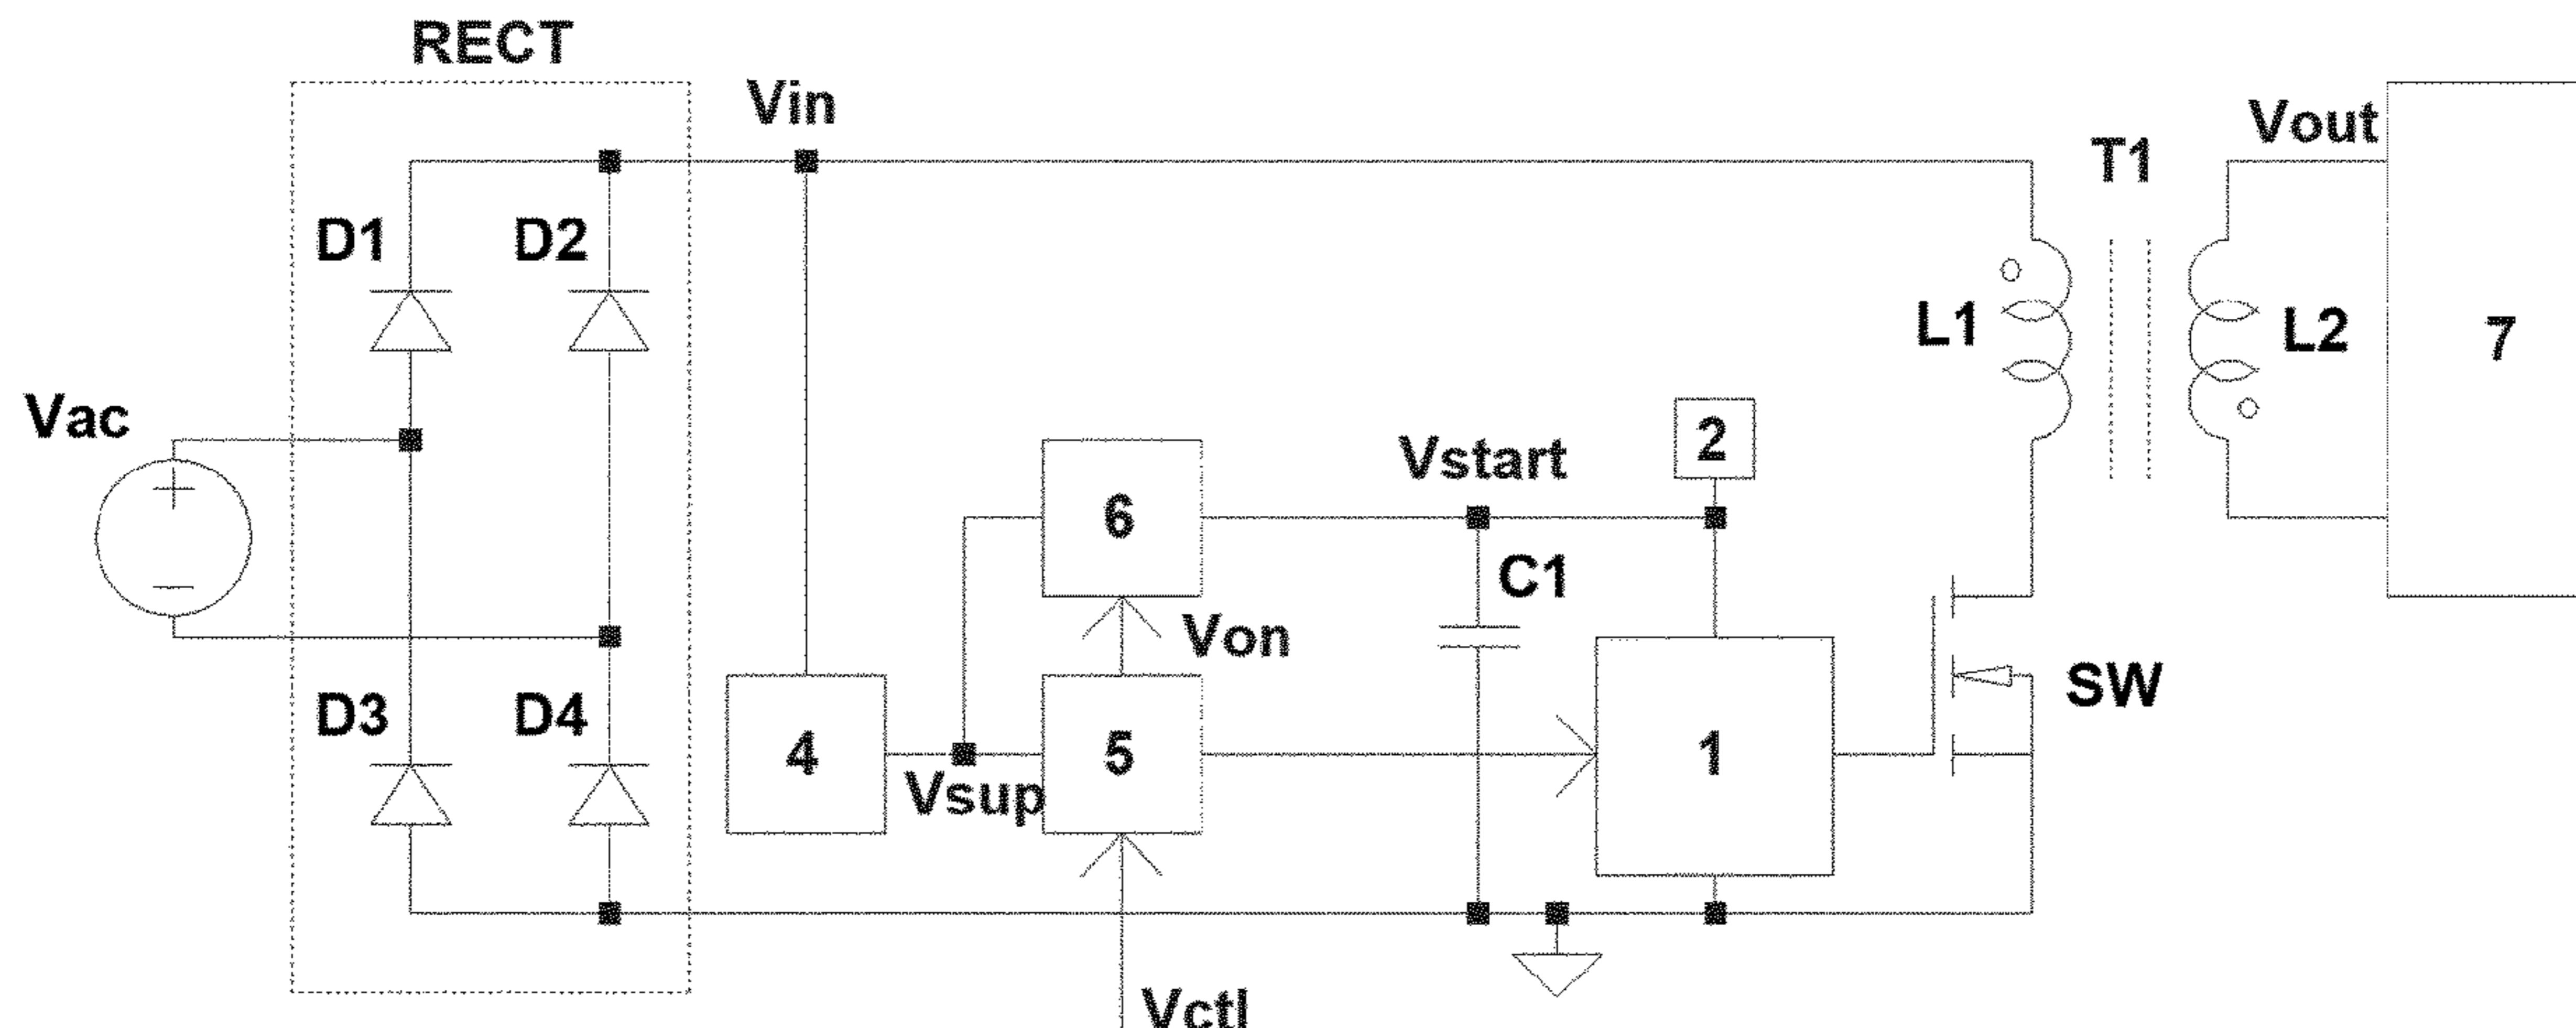 RECT
Vin
Vout
T1
D1
D2
L1
L2
7
Vac
2
Vstart
6
C1
Von
SW
D3
D4
4
Vsup
5
1
Vctl